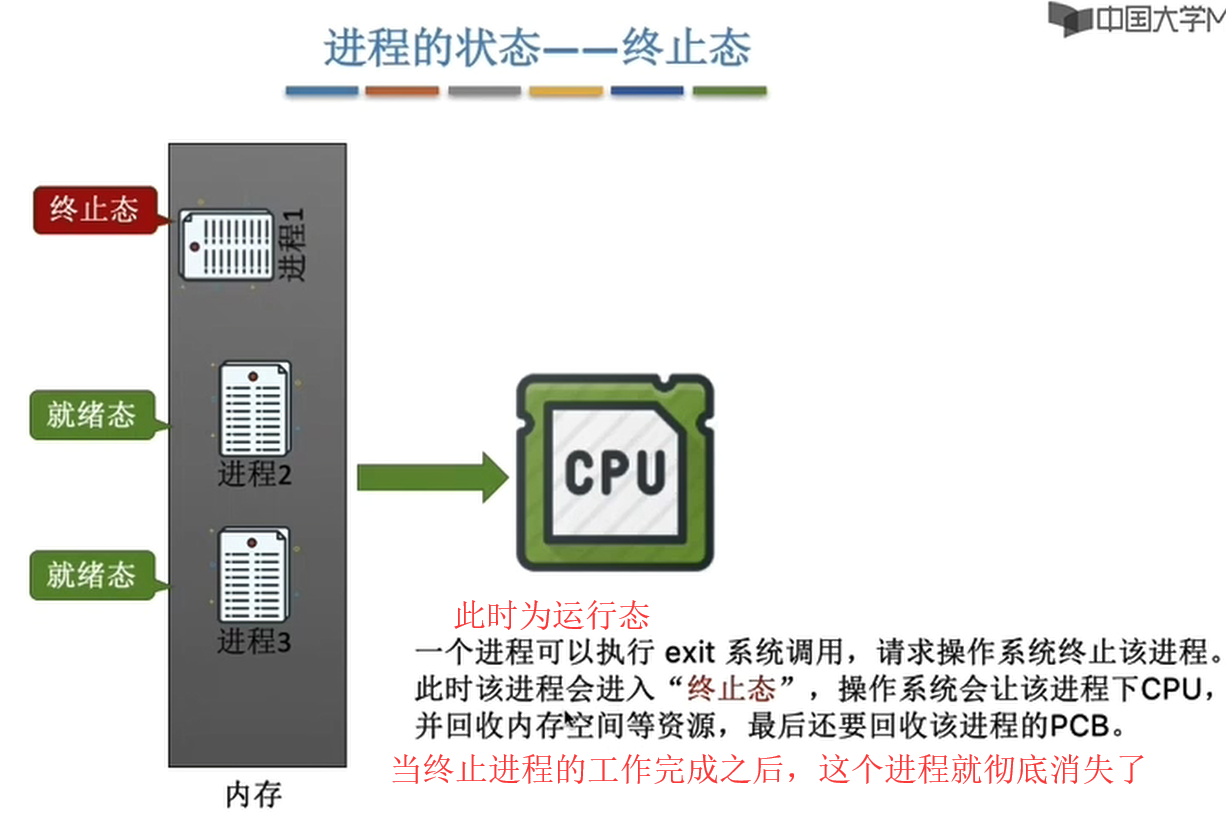 中国大学M
进程的状态——终止态
终止态
进程1
就绪态
进程2
CPU
就绪态
进程3
此时为运行态
一个进程可以执行 exit 系统调用，请求操作系统终止该进程。
此时该进程会进入“终止态”，操作系统会让该进程下CPU，
并回收内存空间等资源，最后还要回收该进程的PCB。
当终止进程的工作完成之后，这个进程就彻底消失了
内存